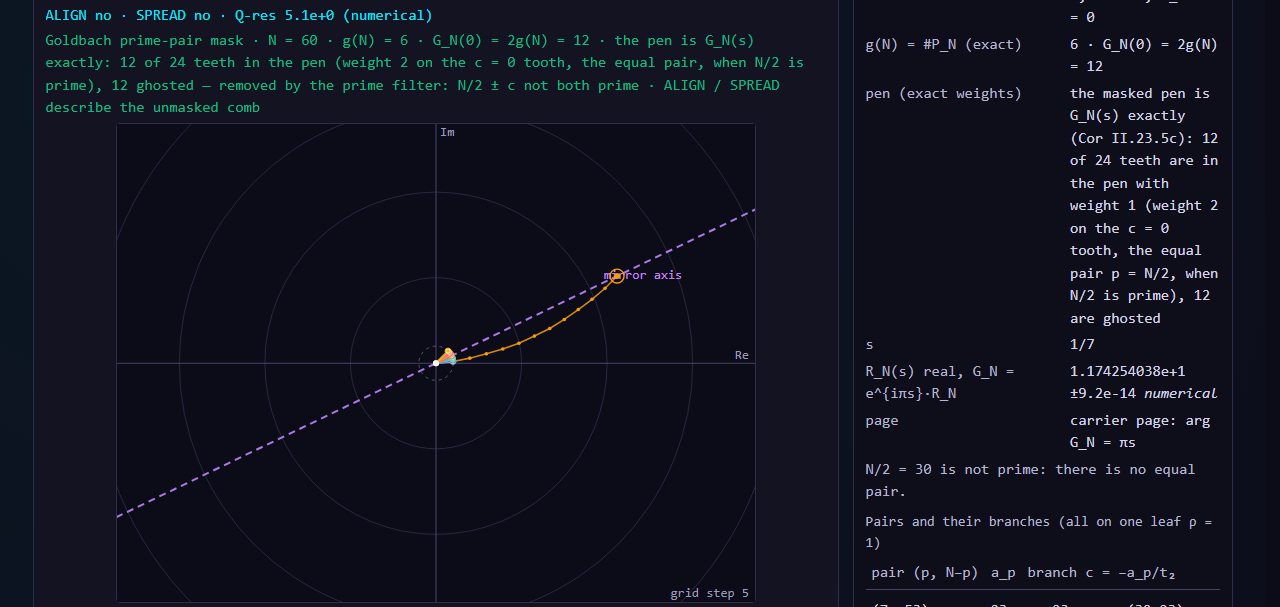 ALIGN no · SPREAD no · Q-res 5.1e+0 (numerical)
Goldbach prime-pair mask · N = 60 · g(N) = 6 · G_N(0) = 2g(N) = 12 · the pen is G_N(s)
exactly: 12 of 24 teeth in the pen (weight 2 on the c = 0 tooth, the equal pair, when N/2 is
prime), 12 ghosted — removed by the prime filter: N/2 ± c not both prime · ALIGN / SPREAD
describe the unmasked comb
Im
mirror axis
Re
grid step 5
= 0
g(N) = #P_N (exact)
6 · G_N(0) = 2g(N)
= 12
pen (exact weights)
the masked pen is
G_N(s) exactly
(Cor II.23.5c): 12
of 24 teeth are in
the pen with
weight 1 (weight 2
on the c = 0
tooth, the equal
pair p = N/2, when
N/2 is prime), 12
are ghosted
s
1/7
R_N(s) real, G_N =
e^{iπs}·R_N
1.174254038e+1
±9.2e-14 numerical
page
carrier page: arg
G_N = πs
N/2 = 30 is not prime: there is no equal
pair.
Pairs and their branches (all on one leaf ρ =
1)
pair (p, N−p) a_p branch c = −a_p/t₂